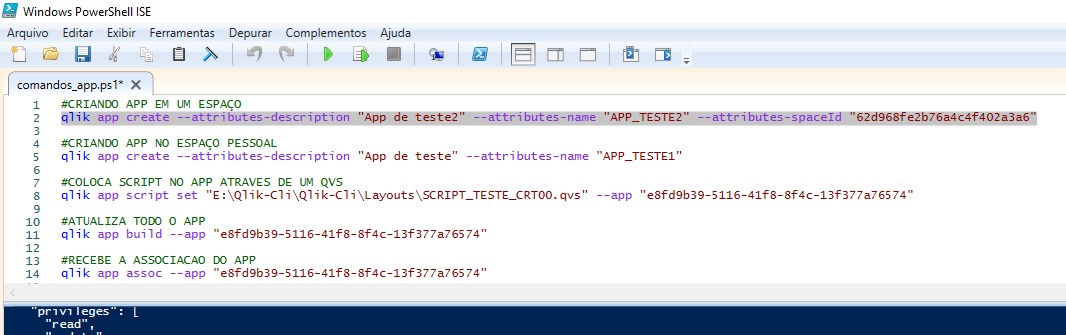 Windows PowerShell ISE
Arquivo Editar Exibir Ferramentas Depurar Complementos Ajuda
comandos_app.ps1* X
1 #CRIANDO APP EM UM ESPAÇO
2 qlik app create --attributes-description "App de teste2" --attributes-name "APP_TESTE2" --attributes-spaceId "62d968fe2b76a4c4f402a3a6"
3
4 #CRIANDO APP NO ESPAÇO PESSOAL
5 qlik app create --attributes-description "App de teste" --attributes-name "APP_TESTE1"
6
7 #COLOCA SCRIPT NO APP ATRAVES DE UM QVS
8 qlik app script set "E:\Qlik-Cli\Qlik-Cli\Layouts\SCRIPT_TESTE_CRT00.qvs" --app "e8fd9b39-5116-41f8-8f4c-13f377a76574"
9
10 #ATUALIZA TODO O APP
11 qlik app build --app "e8fd9b39-5116-41f8-8f4c-13f377a76574"
12
13 #RECEBE A ASSOCIACAO DO APP
14 qlik app assoc --app "e8fd9b39-5116-41f8-8f4c-13f377a76574"
"privileges": [
"read",